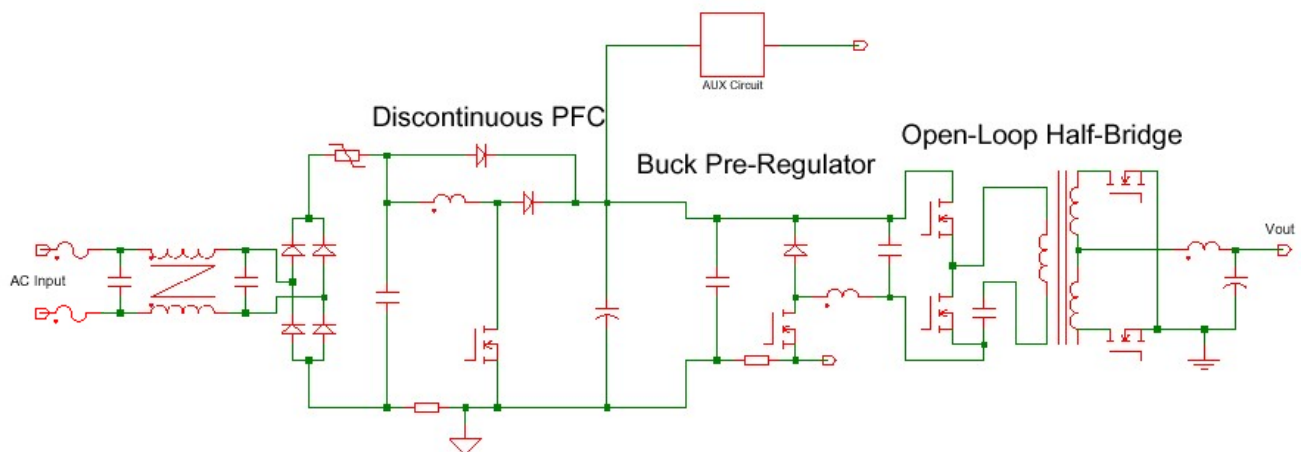 AUX Circuit
Discontinuous PFC
Open-Loop Half-Bridge
Buck Pre-Regulator
Vout
AC Input